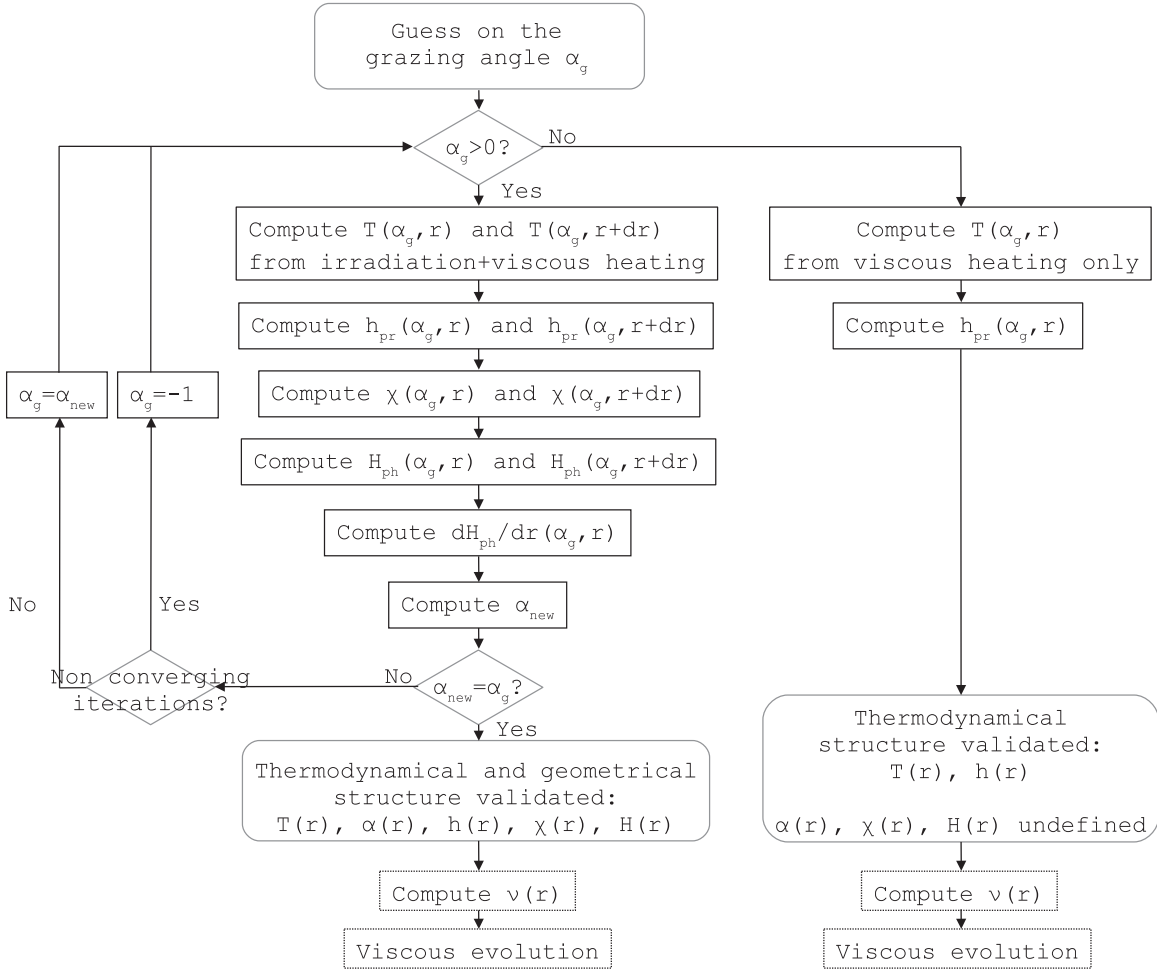 Guess on the
grazing angle α_g
α_g>0?
No
Yes
Compute T(α_g,r) and T(α_g,r+dr)
from irradiation+viscous heating
Compute T(α_g,r)
from viscous heating only
Compute h_pr(α_g,r) and h_pr(α_g,r+dr)
Compute h_pr(α_g,r)
α_g=α_new
α_g=-1
Compute χ(α_g,r) and χ(α_g,r+dr)
Compute H_ph(α_g,r) and H_ph(α_g,r+dr)
Compute dH_ph/dr(α_g,r)
Compute α_new
No
Yes
Non converging
iterations?
No
α_new=α_g?
Yes
Thermodynamical and geometrical
structure validated:
T(r), α(r), h(r), χ(r), H(r)
Thermodynamical
structure validated:
T(r), h(r)
α(r), χ(r), H(r) undefined
Compute ν(r)
Compute ν(r)
Viscous evolution
Viscous evolution